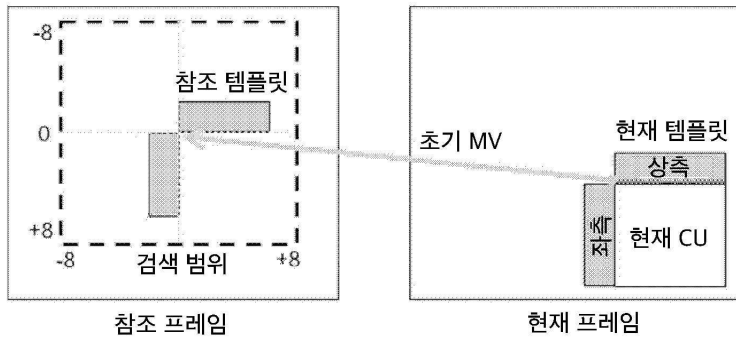 -8
참조 템플릿
0
+8
-8
검색 범위
+8
참조 프레임
초기 MV
현재 템플릿
상측
좌측
현재 CU
현재 프레임